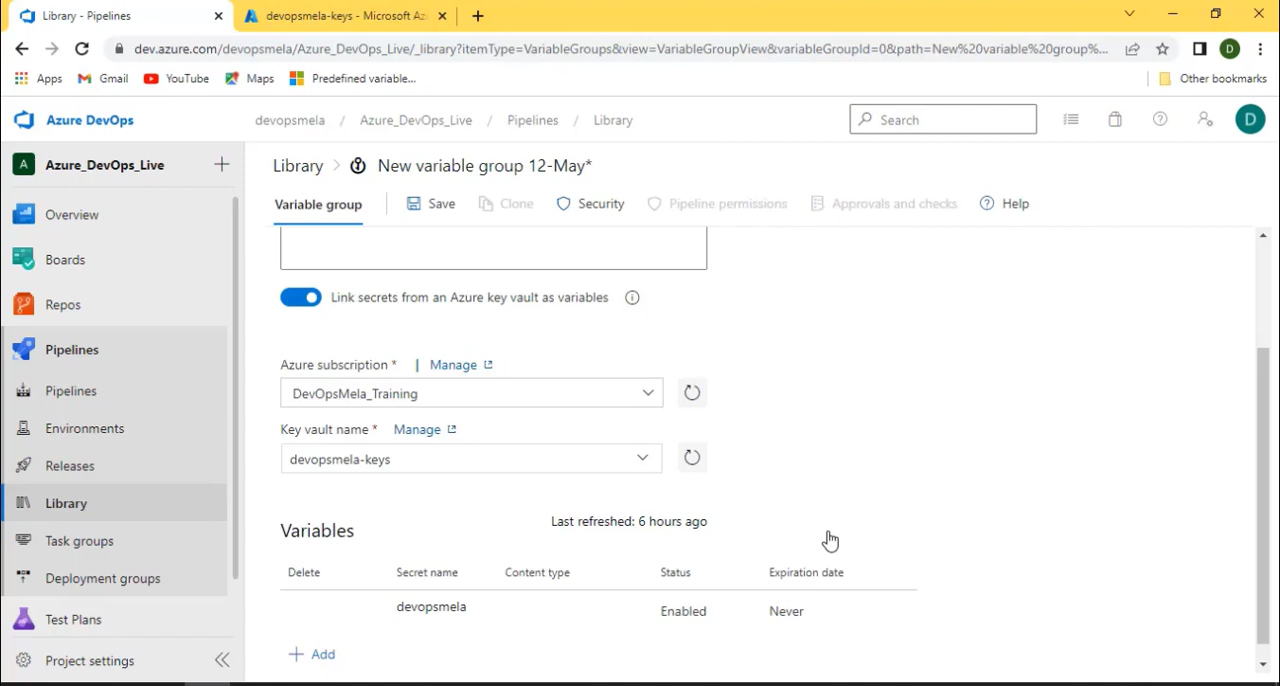 Library - Pipelines
devopsmela-keys - Microsoft Az
dev.azure.com/devopsmela/Azure_DevOps_Live/_library?itemType=VariableGroups&view=VariableGroupView&variableGroupId=0&path=New%20variable%20group%...
D
Apps Gmail YouTube Maps Predefined variable... Other bookmarks
Azure DevOps devopsmela / Azure_DevOps_Live / Pipelines / Library Search D
A Azure_DevOps_Live
Library > New variable group 12-May*
Variable group Save Clone Security Pipeline permissions Approvals and checks Help
Overview
Boards
Repos
Pipelines
Pipelines
Environments
Releases
Library
Task groups
Deployment groups
Test Plans
Project settings
Link secrets from an Azure key vault as variables
Azure subscription * | Manage
DevOpsMela_Training
Key vault name * Manage
devopsmela-keys
Last refreshed: 6 hours ago
Variables
Delete Secret name Content type Status Expiration date
devopsmela Enabled Never
+ Add